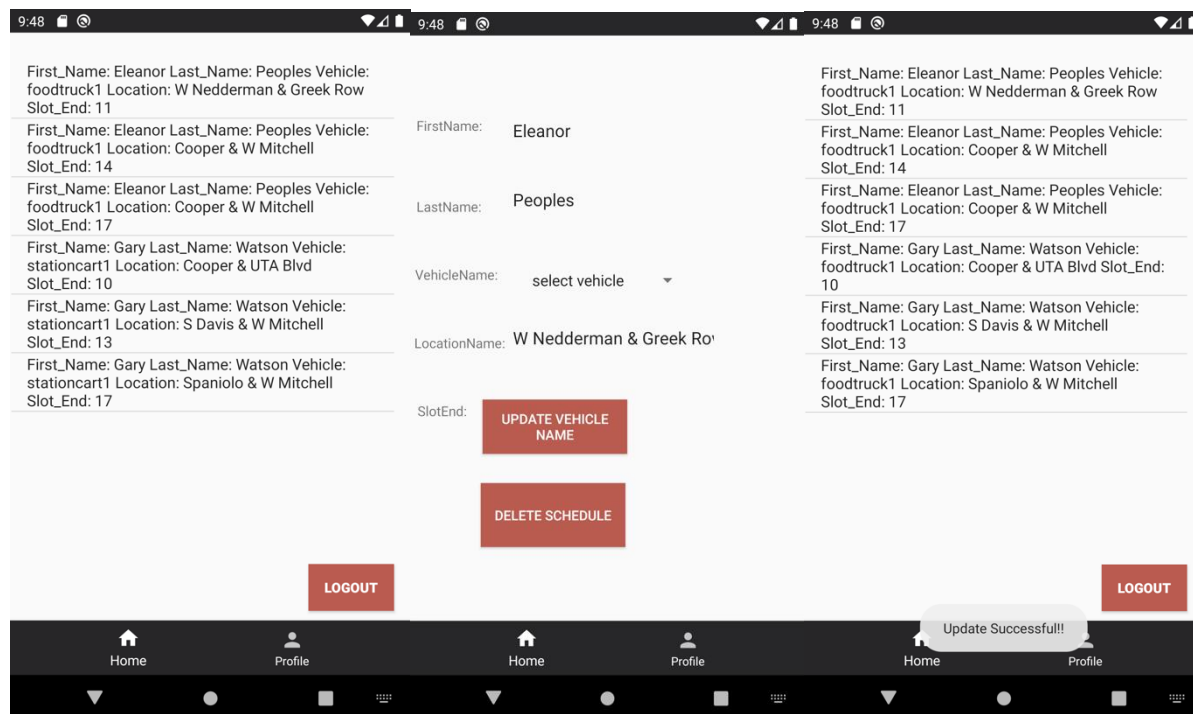 9:48
First_Name: Eleanor Last_Name: Peoples Vehicle:
foodtruck1 Location: W Nedderman & Greek Row
Slot_End: 11
First_Name: Eleanor Last_Name: Peoples Vehicle:
foodtruck1 Location: Cooper & W Mitchell
Slot_End: 14
First_Name: Eleanor Last_Name: Peoples Vehicle:
foodtruck1 Location: Cooper & W Mitchell
Slot_End: 17
First_Name: Gary Last_Name: Watson Vehicle:
stationcart1 Location: Cooper & UTA Blvd
Slot_End: 10
First_Name: Gary Last_Name: Watson Vehicle:
stationcart1 Location: S Davis & W Mitchell
Slot_End: 13
First_Name: Gary Last_Name: Watson Vehicle:
stationcart1 Location: Spaniolo & W Mitchell
Slot_End: 17
LOGOUT
Home Profile
9:48
FirstName: Eleanor
LastName: Peoples
VehicleName: select vehicle
LocationName: W Nedderman & Greek Ro
SlotEnd:
UPDATE VEHICLE
NAME
DELETE SCHEDULE
Home Profile
9:48
First_Name: Eleanor Last_Name: Peoples Vehicle:
foodtruck1 Location: W Nedderman & Greek Row
Slot_End: 11
First_Name: Eleanor Last_Name: Peoples Vehicle:
foodtruck1 Location: Cooper & W Mitchell
Slot_End: 14
First_Name: Eleanor Last_Name: Peoples Vehicle:
foodtruck1 Location: Cooper & W Mitchell
Slot_End: 17
First_Name: Gary Last_Name: Watson Vehicle:
foodtruck1 Location: Cooper & UTA Blvd Slot_End:
10
First_Name: Gary Last_Name: Watson Vehicle:
foodtruck1 Location: S Davis & W Mitchell
Slot_End: 13
First_Name: Gary Last_Name: Watson Vehicle:
foodtruck1 Location: Spaniolo & W Mitchell
Slot_End: 17
LOGOUT
Update Successful!!
Home Profile